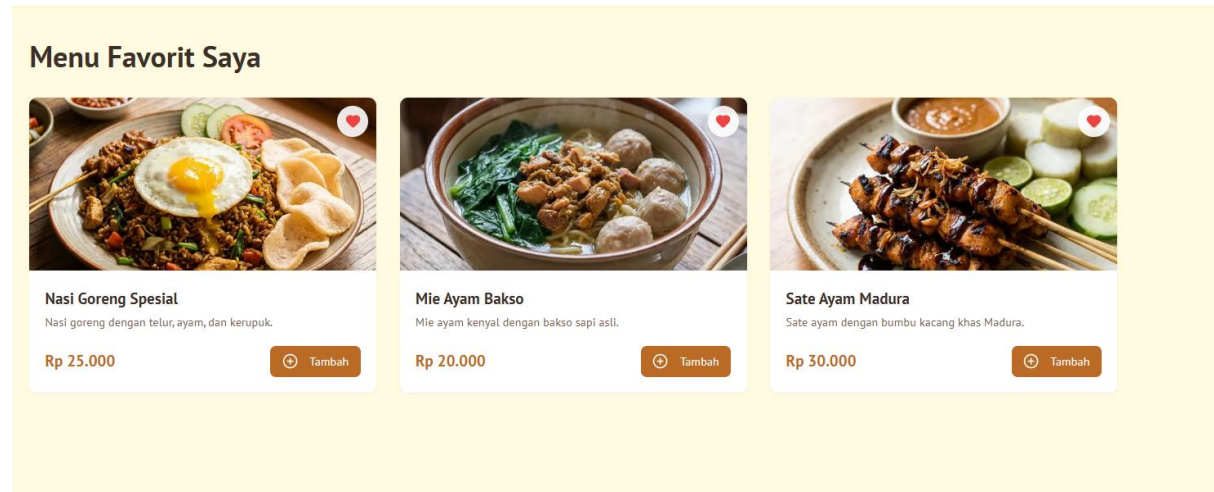 Menu Favorit Saya
Nasi Goreng Spesial
Nasi goreng dengan telur, ayam, dan kerupuk.
Rp 25.000
Tambah
Mie Ayam Bakso
Mie ayam kenyal dengan bakso sapi asli.
Rp 20.000
Tambah
Sate Ayam Madura
Sate ayam dengan bumbu kacang khas Madura.
Rp 30.000
Tambah